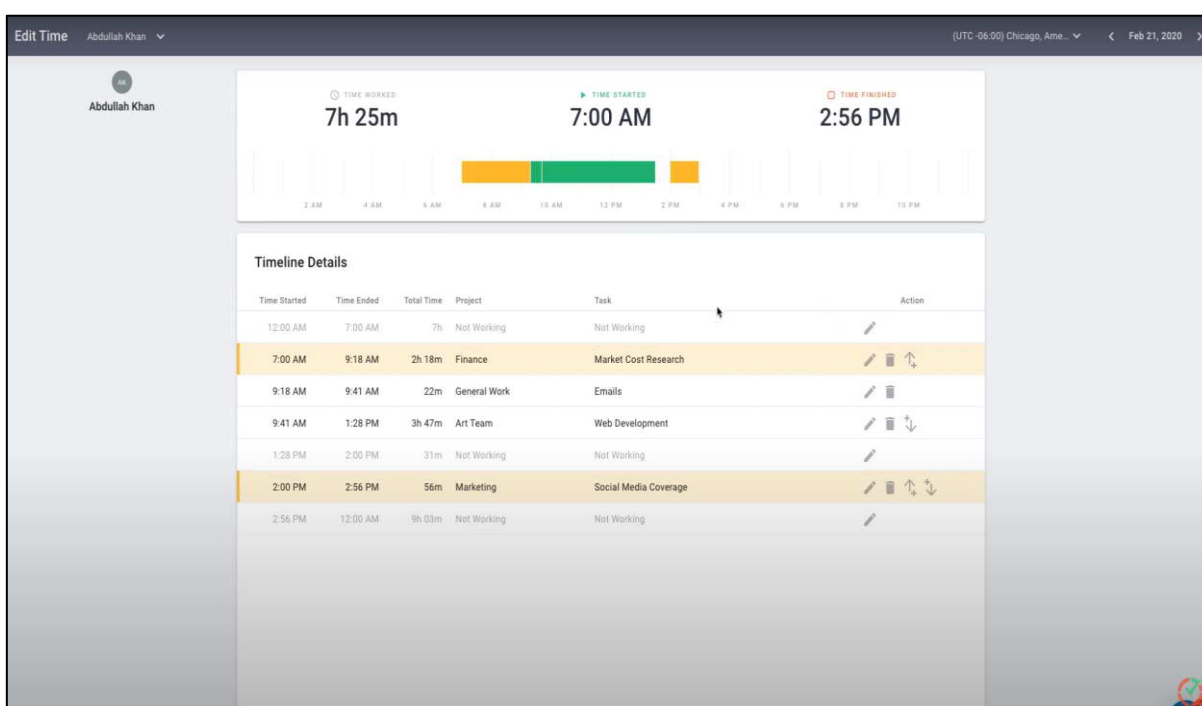 Edit Time Abdullah Khan (UTC -06:00) Chicago, Ame... Feb 21, 2020
AK
Abdullah Khan
TIME WORKED TIME STARTED TIME FINISHED
7h 25m 7:00 AM 2:56 PM
2 AM 4 AM 6 AM 8 AM 10 AM 12 PM 2 PM 4 PM 6 PM 8 PM 10 PM
Timeline Details
Time Started Time Ended Total Time Project Task Action
12:00 AM 7:00 AM 7h Not Working Not Working
7:00 AM 9:18 AM 2h 18m Finance Market Cost Research
9:18 AM 9:41 AM 22m General Work Emails
9:41 AM 1:28 PM 3h 47m Art Team Web Development
1:28 PM 2:00 PM 31m Not Working Not Working
2:00 PM 2:56 PM 56m Marketing Social Media Coverage
2:56 PM 12:00 AM 9h 03m Not Working Not Working